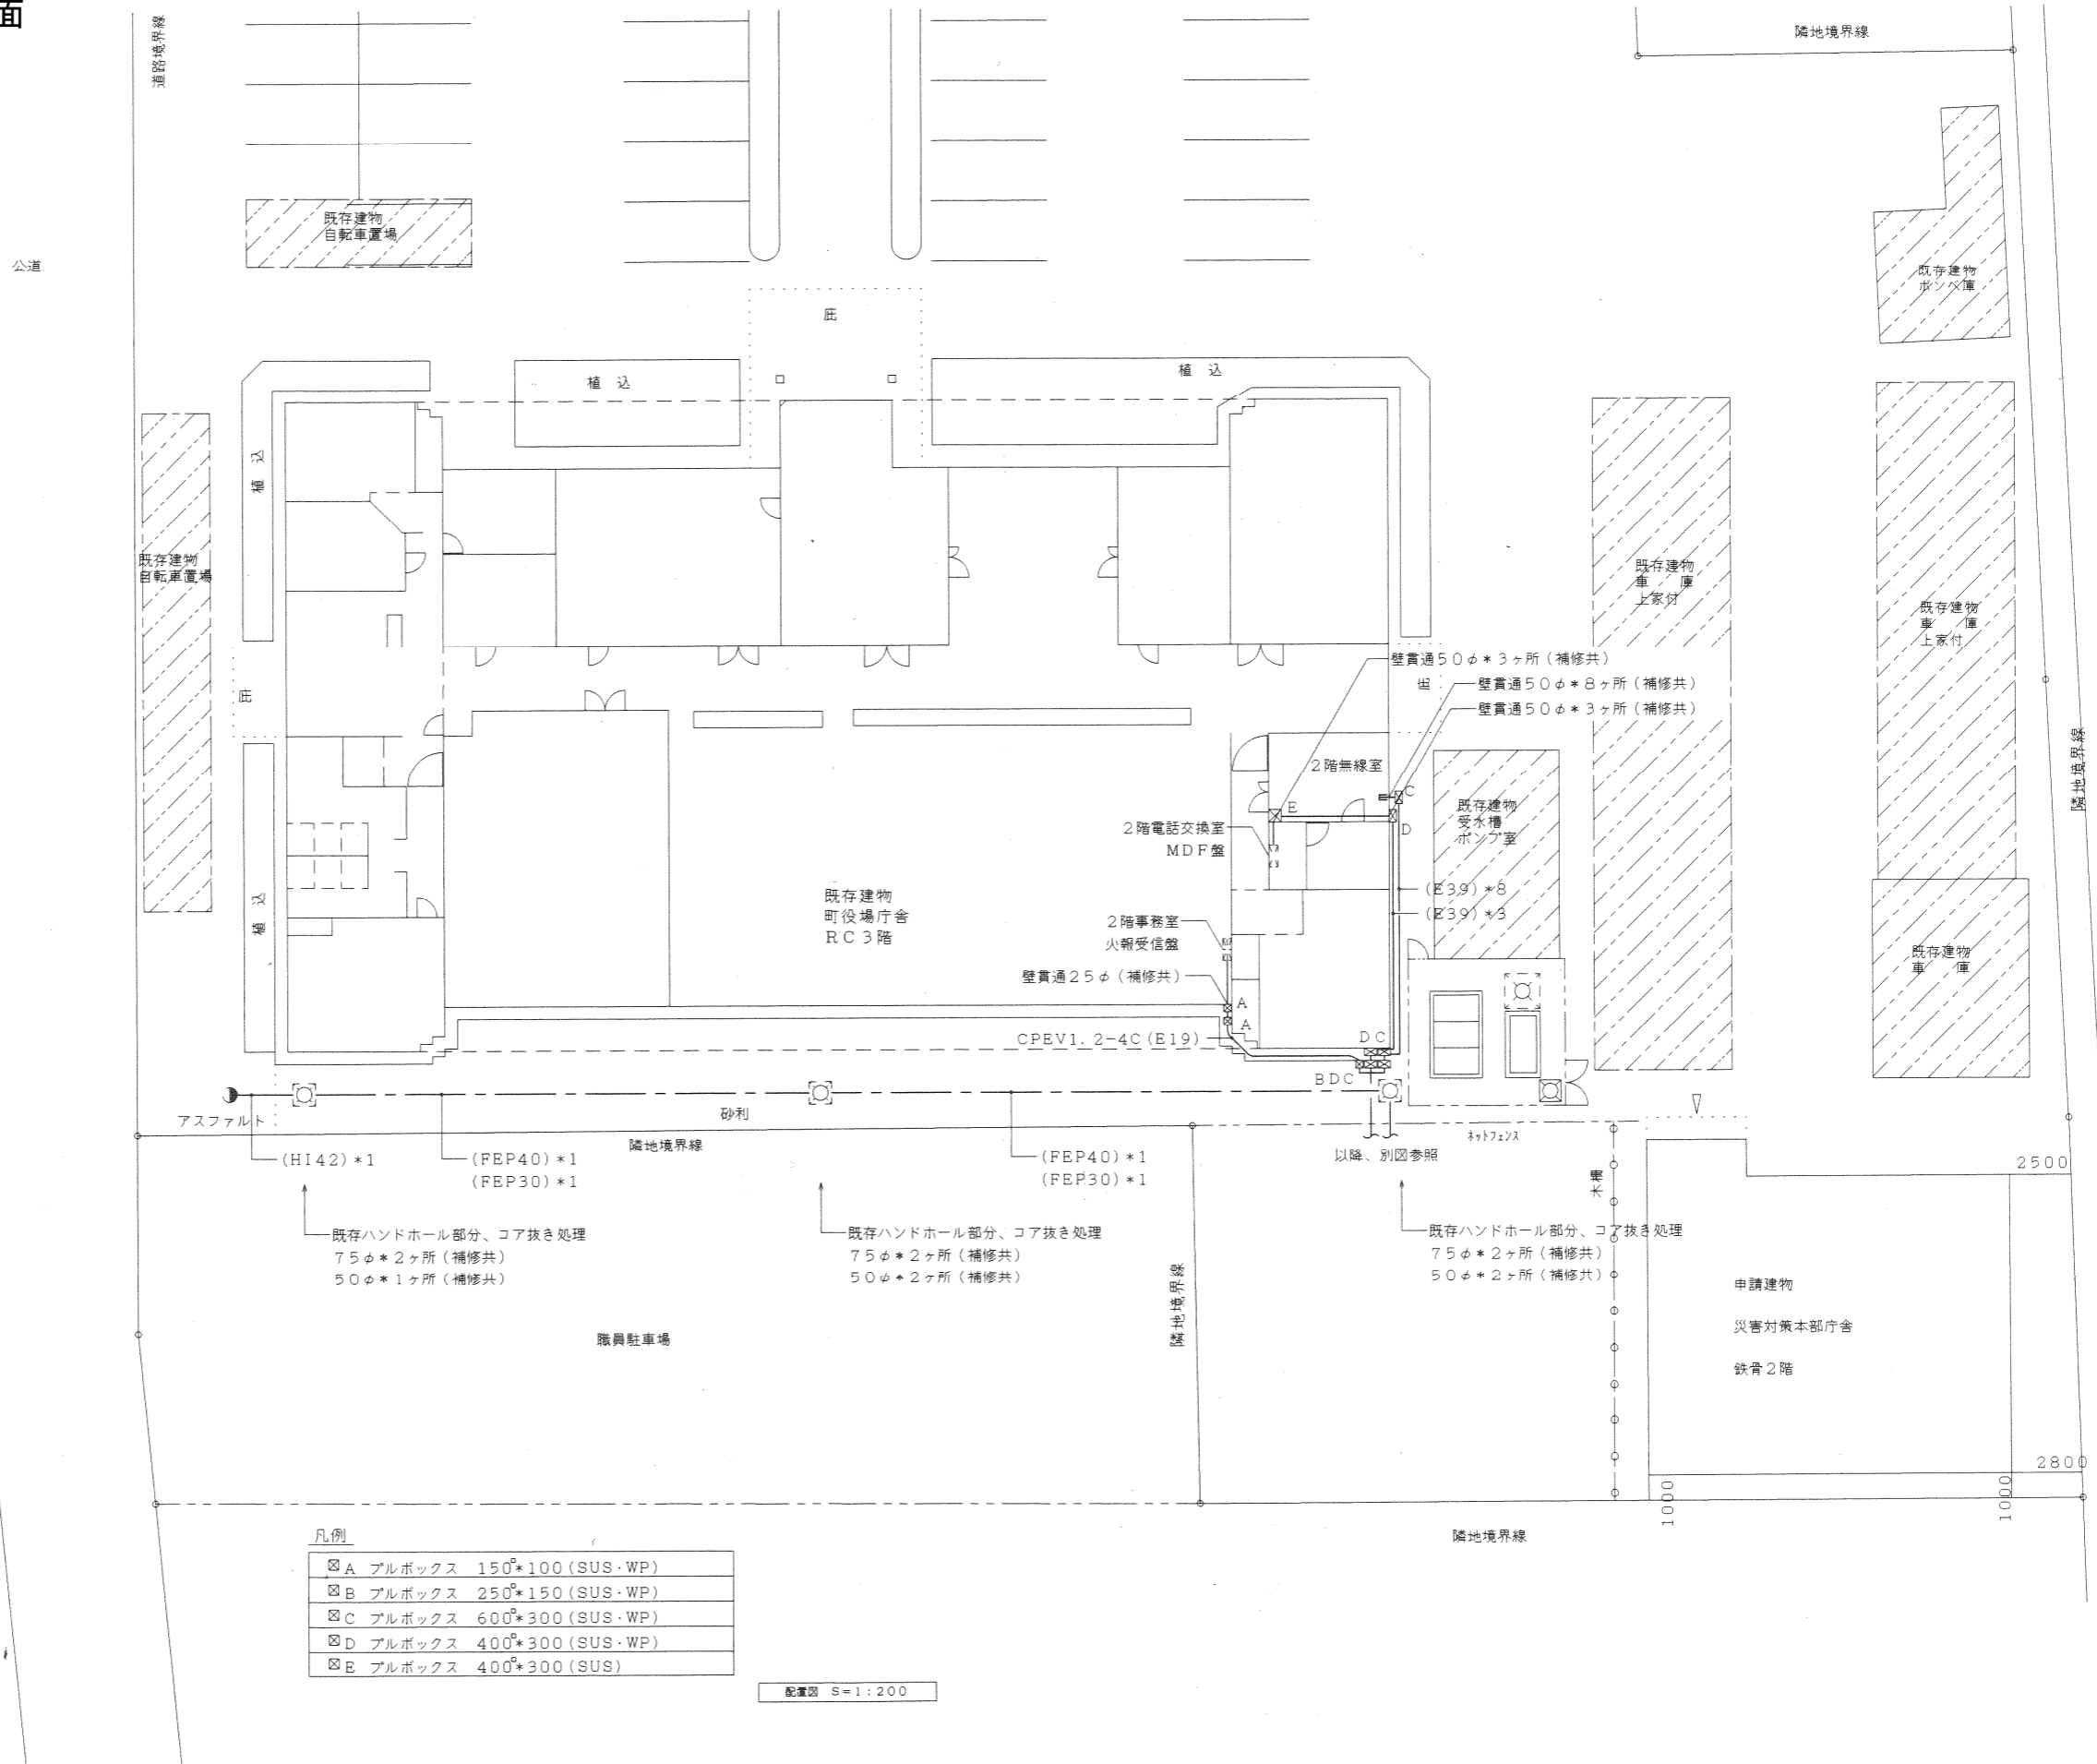 面
道路境界線
隣地境界線
公道
既存建物
自転車置場
庇
既存建物
ボンベ庫
植 込
植 込
植 込
既存建物
自転車置場
既存建物
車 庫
上家付
既存建物
車 庫
上家付
庇
庇
壁貫通50φ*3ヶ所(補修共)
壁貫通50φ*8ヶ所(補修共)
壁貫通50φ*3ヶ所(補修共)
隣地境界線
2階無線室
C
E
D
既存建物
受水槽
ポンプ室
2階電話交換室
MDF盤
(E39)*8
(E39)*3
既存建物
町役場庁舎
RC3階
植 込
2階事務室
火報受信盤
壁貫通25φ(補修共)
既存建物
車 庫
A
A
CPEV1.2-4C(E19)
DC
BDC
アスファルト
砂利
隣地境界線
ネットフェンス
以降、別図参照
(HI42)*1
(FEP40)*1
(FEP30)*1
(FEP40)*1
(FEP30)*1
木柵
2500
既存ハンドホール部分、コア抜き処理
75φ*2ヶ所(補修共)
50φ*1ヶ所(補修共)
既存ハンドホール部分、コア抜き処理
75φ*2ヶ所(補修共)
50φ*2ヶ所(補修共)
既存ハンドホール部分、コア抜き処理
75φ*2ヶ所(補修共)
50φ*2ヶ所(補修共)
隣地境界線
職員駐車場
申請建物
災害対策本部庁舎
鉄骨2階
2800
1000
1000
隣地境界線
凡例
A プルボックス 150□*100(SUS·WP)
B プルボックス 250□*150(SUS·WP)
C プルボックス 600□*300(SUS·WP)
D プルボックス 400□*300(SUS·WP)
E プルボックス 400□*300(SUS)
配置図 S=1:200